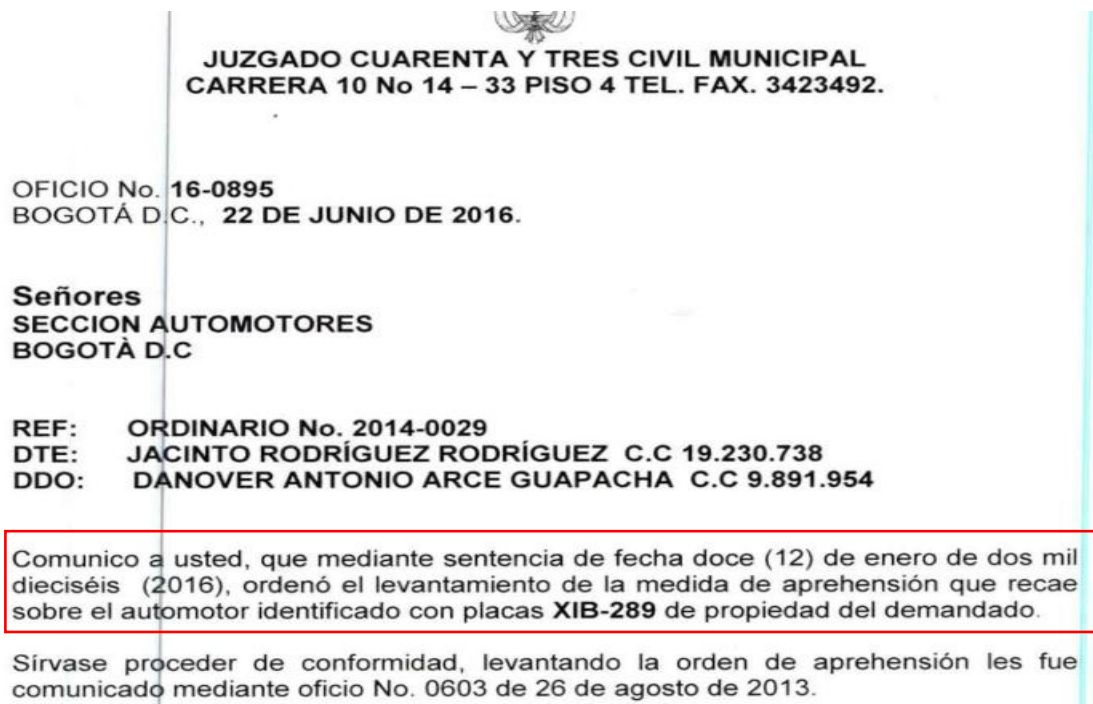 JUZGADO CUARENTA Y TRES CIVIL MUNICIPAL
CARRERA 10 No 14 – 33 PISO 4 TEL. FAX. 3423492.
OFICIO No. 16-0895
BOGOTÁ D.C., 22 DE JUNIO DE 2016.
Señores
SECCION AUTOMOTORES
BOGOTÀ D.C
REF: ORDINARIO No. 2014-0029
DTE: JACINTO RODRÍGUEZ RODRÍGUEZ C.C 19.230.738
DDO: DANOVER ANTONIO ARCE GUAPACHA C.C 9.891.954
Comunico a usted, que mediante sentencia de fecha doce (12) de enero de dos mil
dieciséis (2016), ordenó el levantamiento de la medida de aprehensión que recae
sobre el automotor identificado con placas XIB-289 de propiedad del demandado.
Sírvase proceder de conformidad, levantando la orden de aprehensión les fue
comunicado mediante oficio No. 0603 de 26 de agosto de 2013.